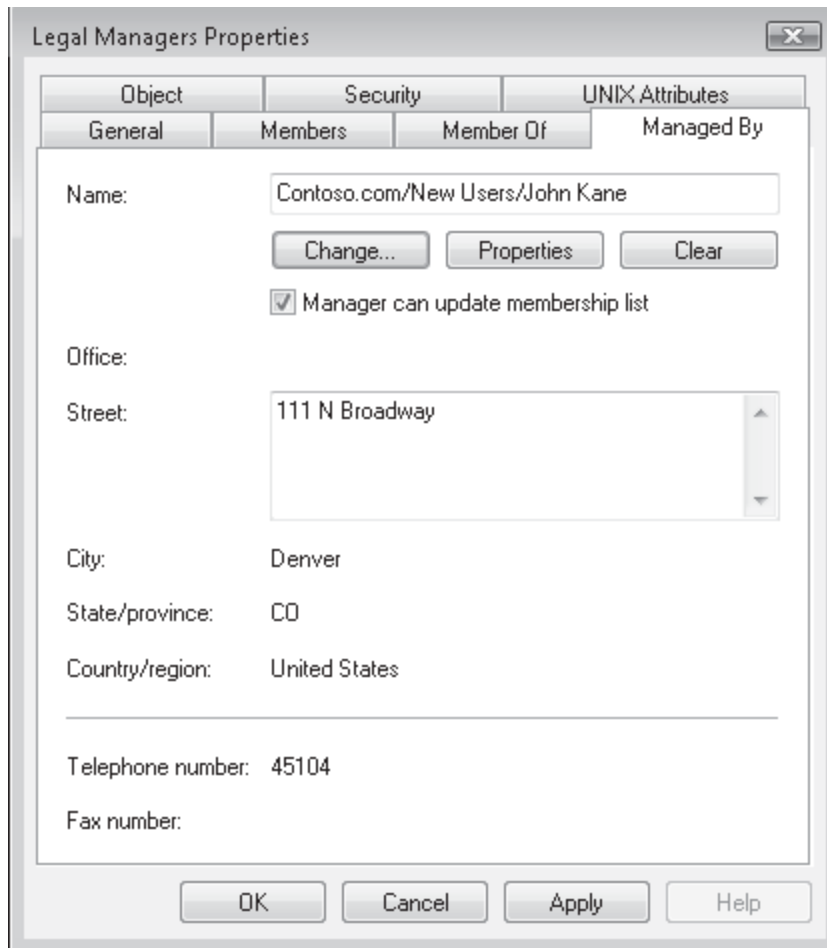 Legal Managers Properties
Object Security UNIX Attributes
General Members Member Of Managed By
Name: Contoso.com/New Users/John Kane
Change... Properties Clear
Manager can update membership list
Office:
Street: 111 N Broadway
City: Denver
State/province: CO
Country/region: United States
Telephone number: 45104
Fax number:
OK Cancel Apply Help